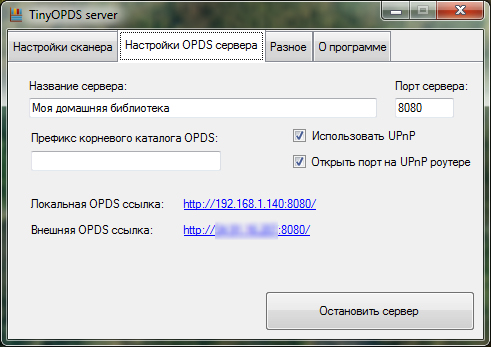 TinyOPDS server
Настройки сканера Настройки OPDS сервера Разное О программе
Название сервера: Порт сервера:
Моя домашняя библиотека 8080
Префикс корневого каталога OPDS: Использовать UPnP
Открыть порт на UPnP роутере
Локальная OPDS ссылка: http://192.168.1.140:8080/
Внешняя OPDS ссылка: http:// :8080/
Остановить сервер